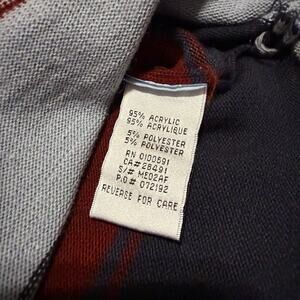 95% ACRYLIC
95% ACRYLIQUE
5% POLYESTER
5% POLYESTER
RN 0100591
CA# 28491
S/# ME02AF
P.O# 072192
REVERSE FOR CARE